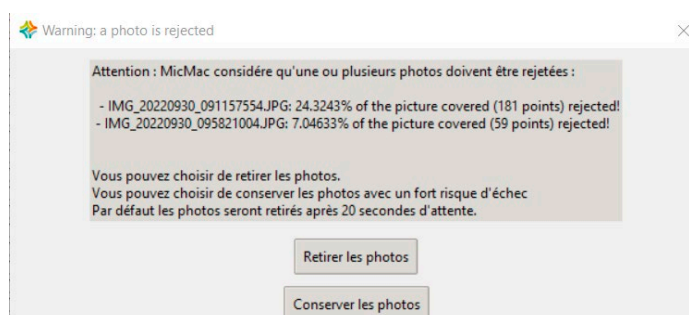 Warning: a photo is rejected
Attention : MicMac considére qu'une ou plusieurs photos doivent être rejetées :
- IMG_20220930_091157554.JPG: 24.3243% of the picture covered (181 points) rejected!
- IMG_20220930_095821004.JPG: 7.04633% of the picture covered (59 points) rejected!
Vous pouvez choisir de retirer les photos.
Vous pouvez choisir de conserver les photos avec un fort risque d'échec
Par défaut les photos seront retirés après 20 secondes d'attente.
Retirer les photos
Conserver les photos